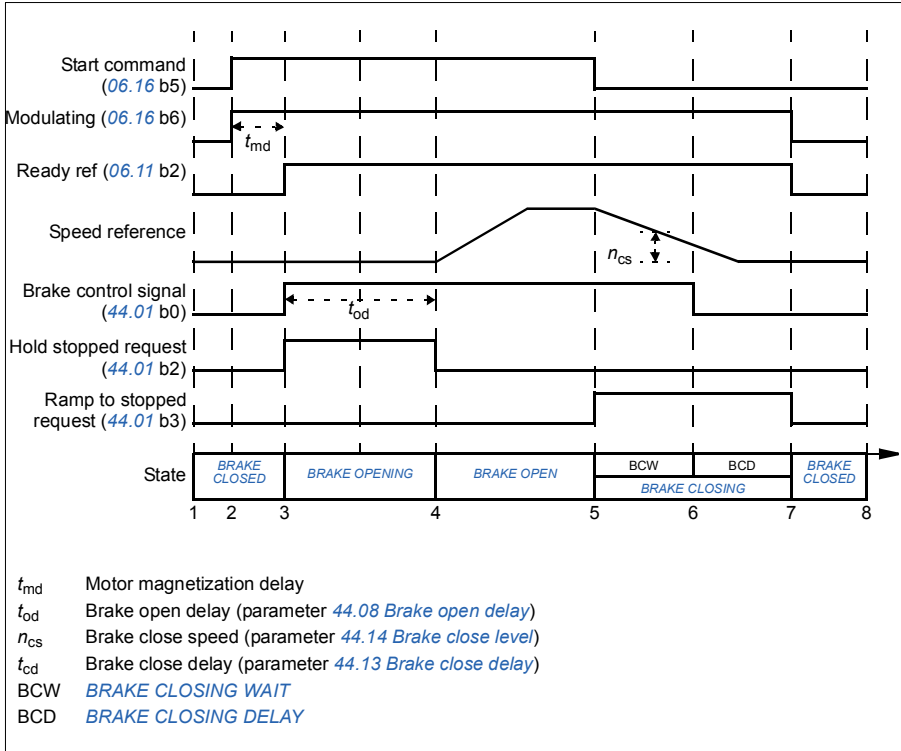 Start command
(06.16 b5)
Modulating (06.16 b6)
tmd
Ready ref (06.11 b2)
Speed reference
ncs
Brake control signal
(44.01 b0)
tod
Hold stopped request
(44.01 b2)
Ramp to stopped
request (44.01 b3)
State
BRAKE
CLOSED
BRAKE OPENING
BRAKE OPEN
BCW
BCD
BRAKE CLOSING
BRAKE
CLOSED
1 2 3 4 5 6 7 8
tmd Motor magnetization delay
tod Brake open delay (parameter 44.08 Brake open delay)
ncs Brake close speed (parameter 44.14 Brake close level)
tcd Brake close delay (parameter 44.13 Brake close delay)
BCW BRAKE CLOSING WAIT
BCD BRAKE CLOSING DELAY